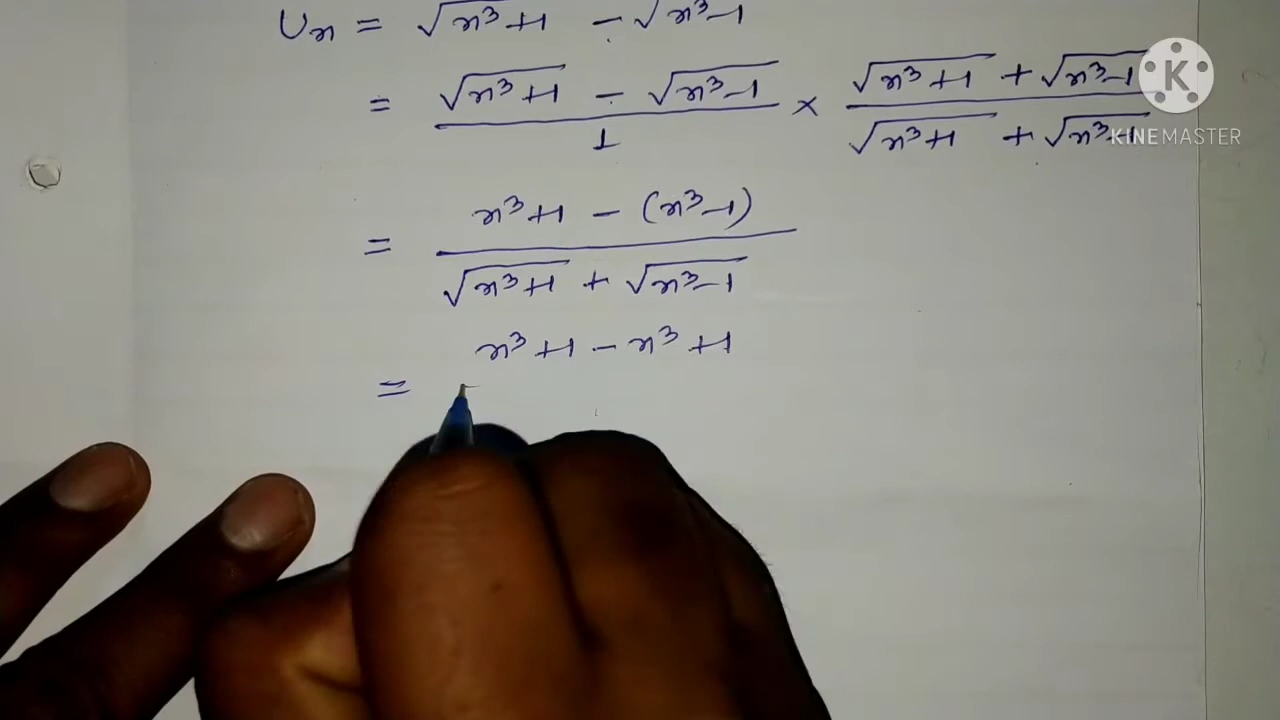 Un = √n³+1 - √n³-1
= √n³+1 - √n³-1 / 1 × √n³+1 + √n³-1 / √n³+1 + √n³-1
K
KINEMASTER
= n³+1 - (n³-1) / √n³+1 + √n³-1
= n³+1 - n³+1